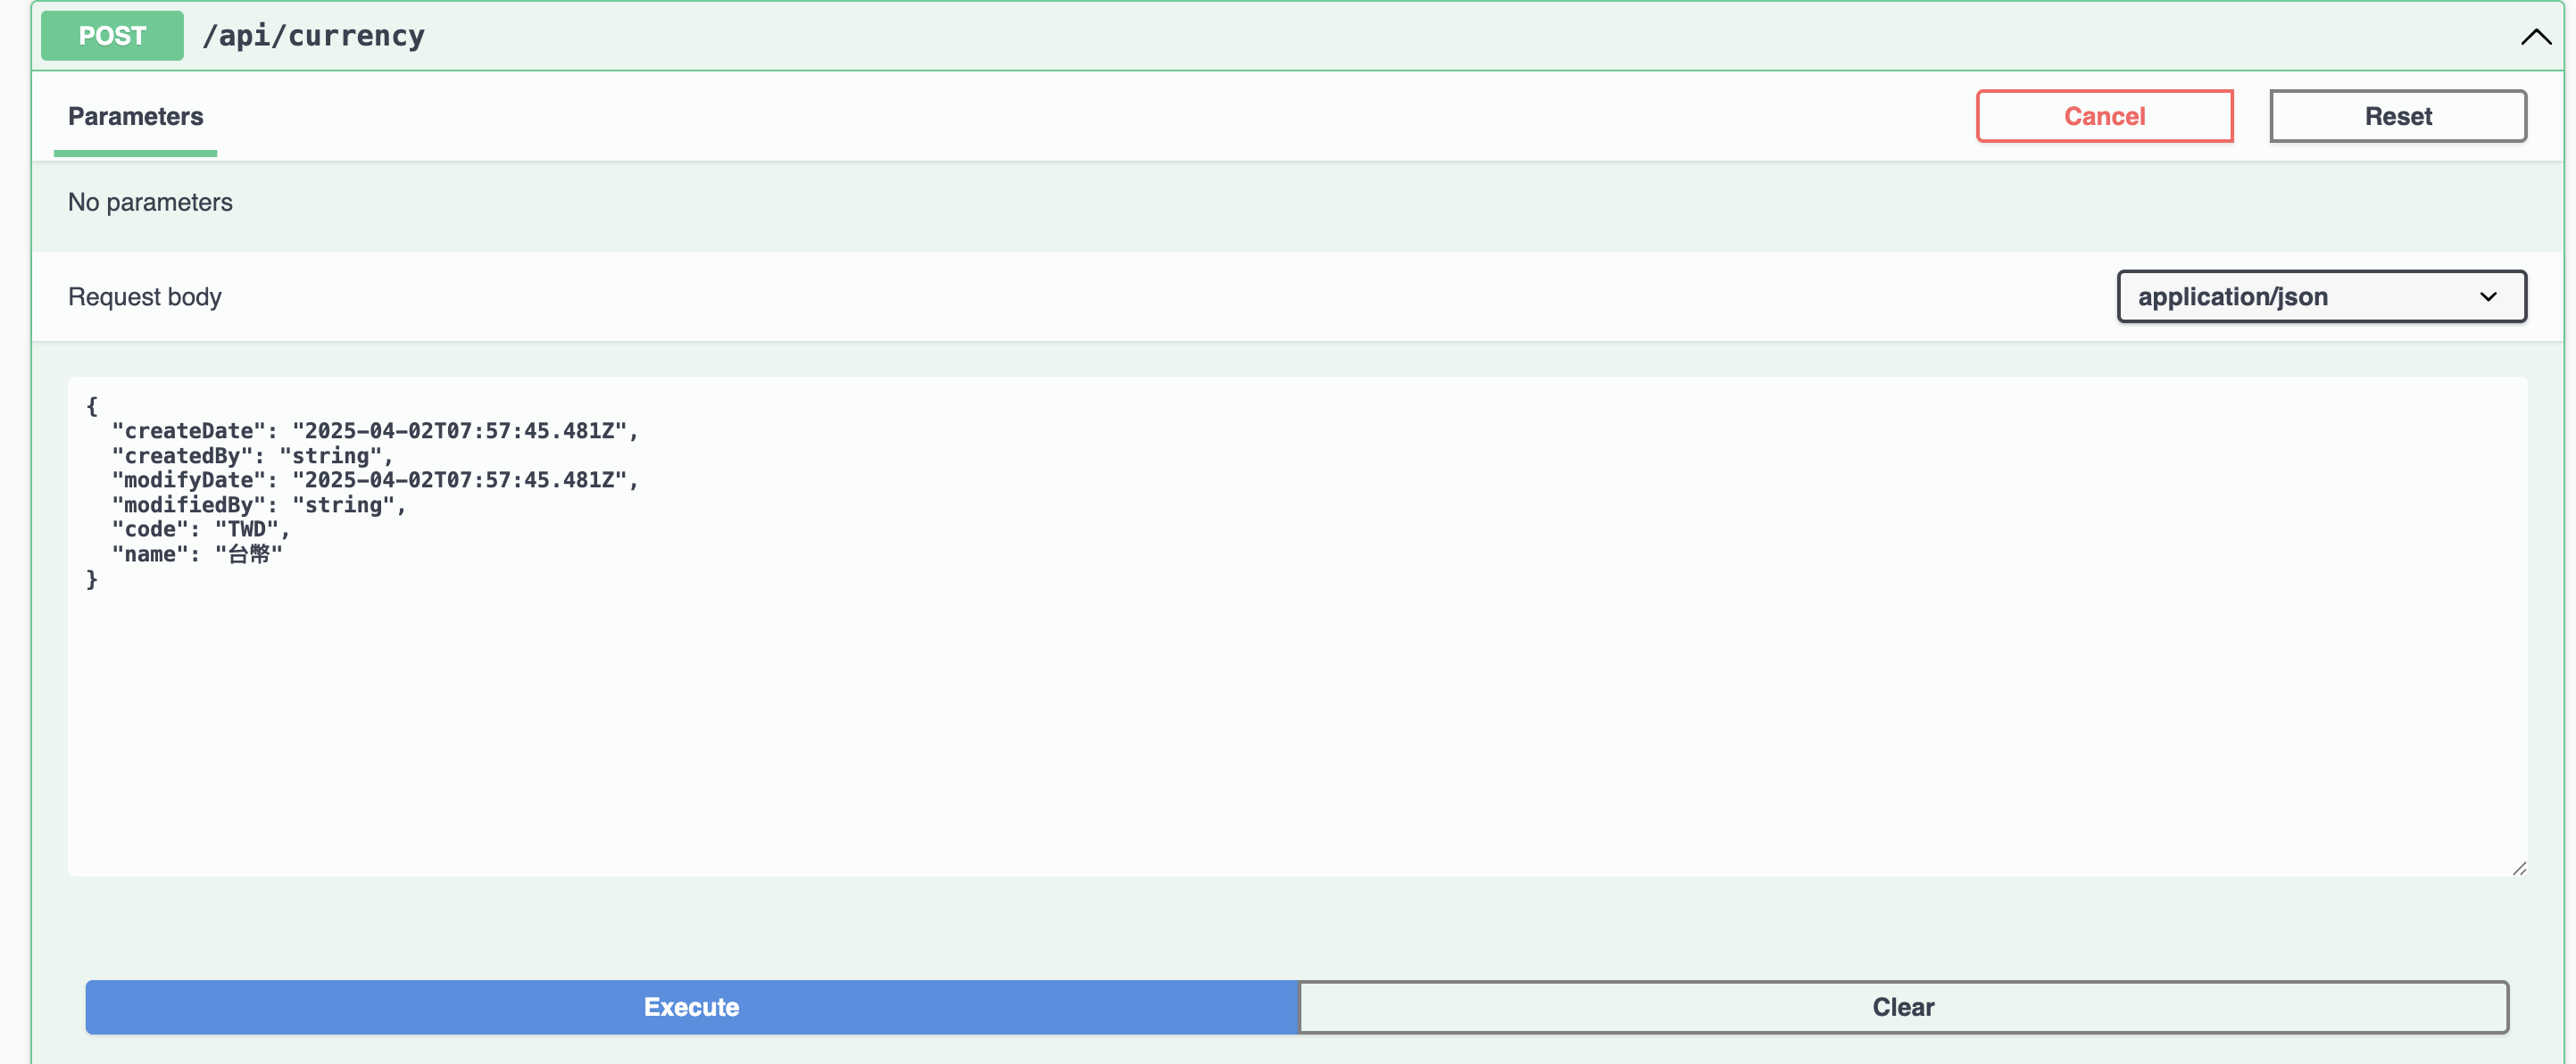 POST /api/currency
Parameters
Cancel
Reset
No parameters
Request body
application/json
{
  "createDate": "2025-04-02T07:57:45.481Z",
  "createdBy": "string",
  "modifyDate": "2025-04-02T07:57:45.481Z",
  "modifiedBy": "string",
  "code": "TWD",
  "name": "台幣"
}
Execute
Clear